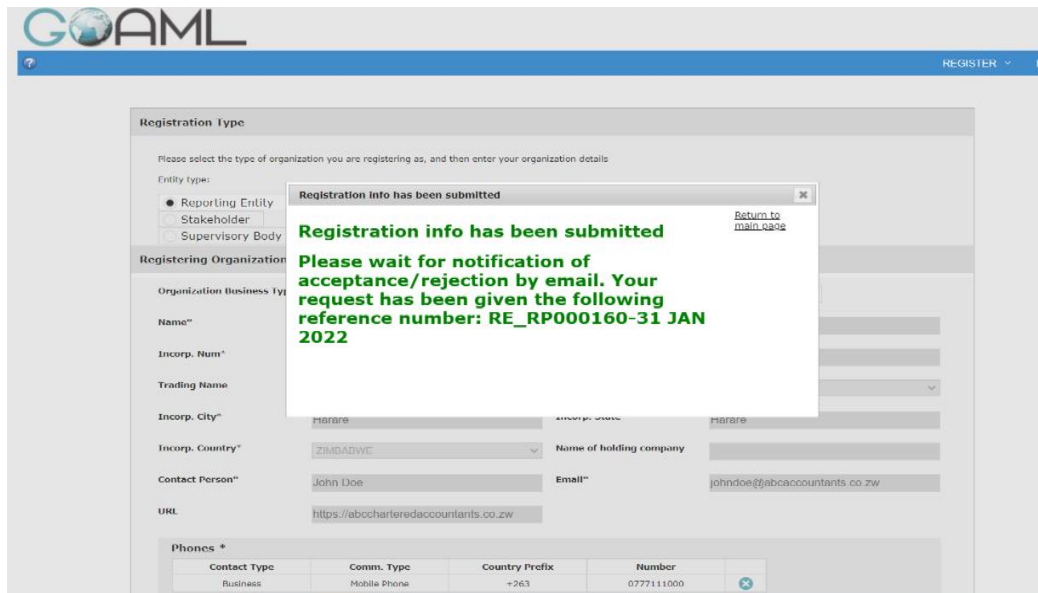 GOAML
REGISTER
Registration Type
Please select the type of organization you are registering as, and then enter your organization details
Entity type:
Reporting Entity
Stakeholder
Supervisory Body
Registration info has been submitted
Return to
main page
Registration info has been submitted
Please wait for notification of
acceptance/rejection by email. Your
request has been given the following
reference number: RE_RP000160-31 JAN
2022
Registering Organization
Organization Business Typ
Name*
Incorp. Num*
Trading Name
Incorp. City* Harare Incorp. State Harare
Incorp. Country* ZIMBABWE Name of holding company
Contact Person* John Doe Email* johndoe@abcaccountants.co.zw
URL https://abccharteredaccountants.co.zw
Phones *
Contact Type Comm. Type Country Prefix Number
Business Mobile Phone +263 0777111000